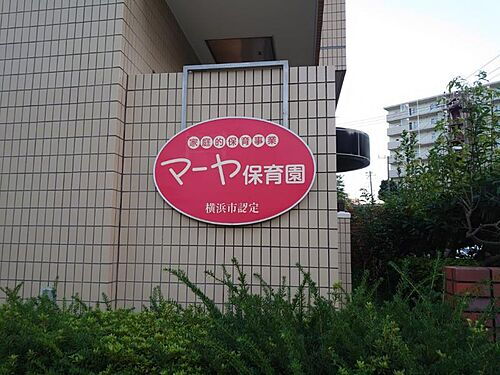 家庭的保育事業
マーヤ保育園
横浜市認定